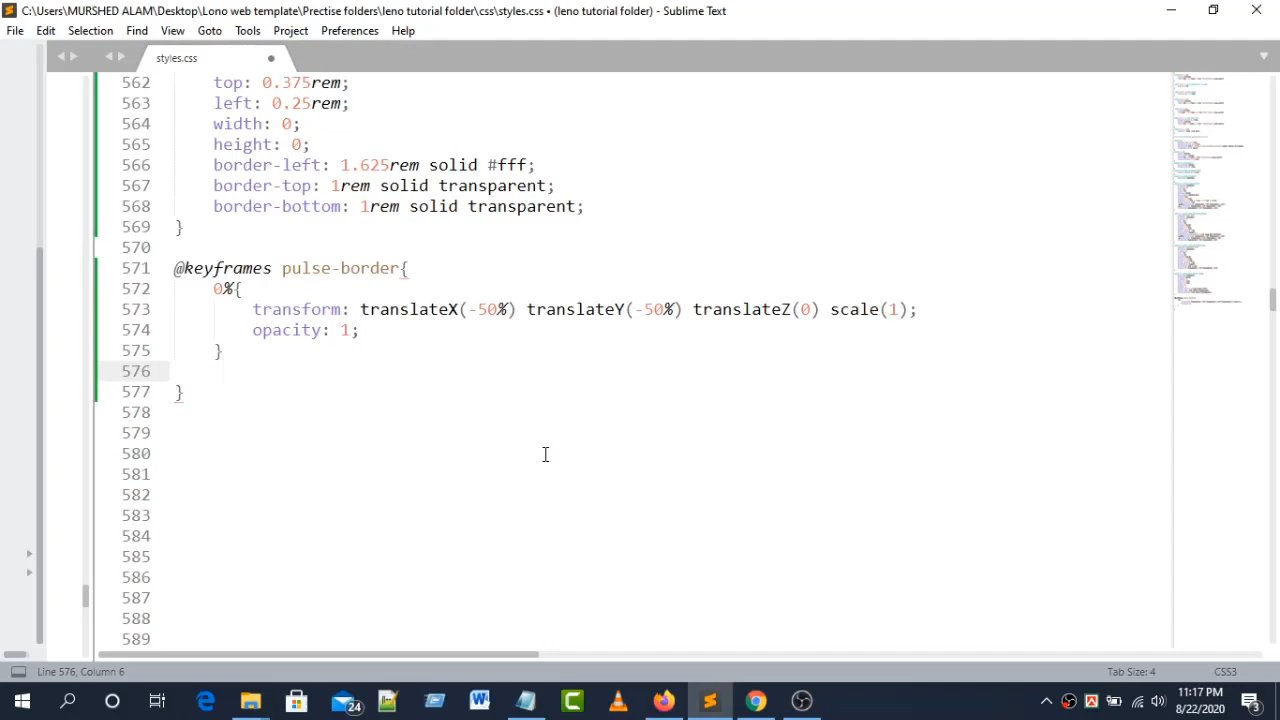 C:\Users\MURSHED ALAM\Desktop\Lono web template\Prectise folders\leno tutorial folder\css\styles.css • (leno tutorial folder) - Sublime Text
File Edit Selection Find View Goto Tools Project Preferences Help
styles.css
562 top: 0.375rem;
563 left: 0.25rem;
564 width: 0;
565 height: 0;
566 border-left: 1.625rem solid #fff;
567 border-top: 1rem solid transparent;
568 border-bottom: 1rem solid transparent;
569 }
570
571 @keyframes pulse-border{
572 0%{
573 transform: translateX(-50%) translateY(-50%) translateZ(0) scale(1);
574 opacity: 1;
575 }
576
577 }
578
579
580
581
582
583
584
585
586
587
588
589
Line 576, Column 6 Tab Size: 4 CSS3
11:17 PM
24 8/22/2020 3